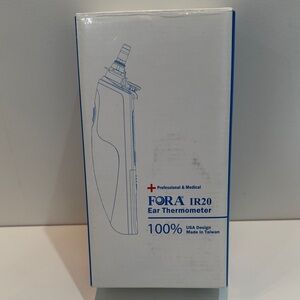 + Professional & Medical
FORA IR20
Ear Thermometer
100% USA Design
Made in Taiwan